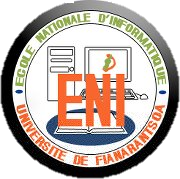 ECOLE NATIONALE D'INFORMATIQUE
ENI
UNIVERSITE DE FIANARANTSOA